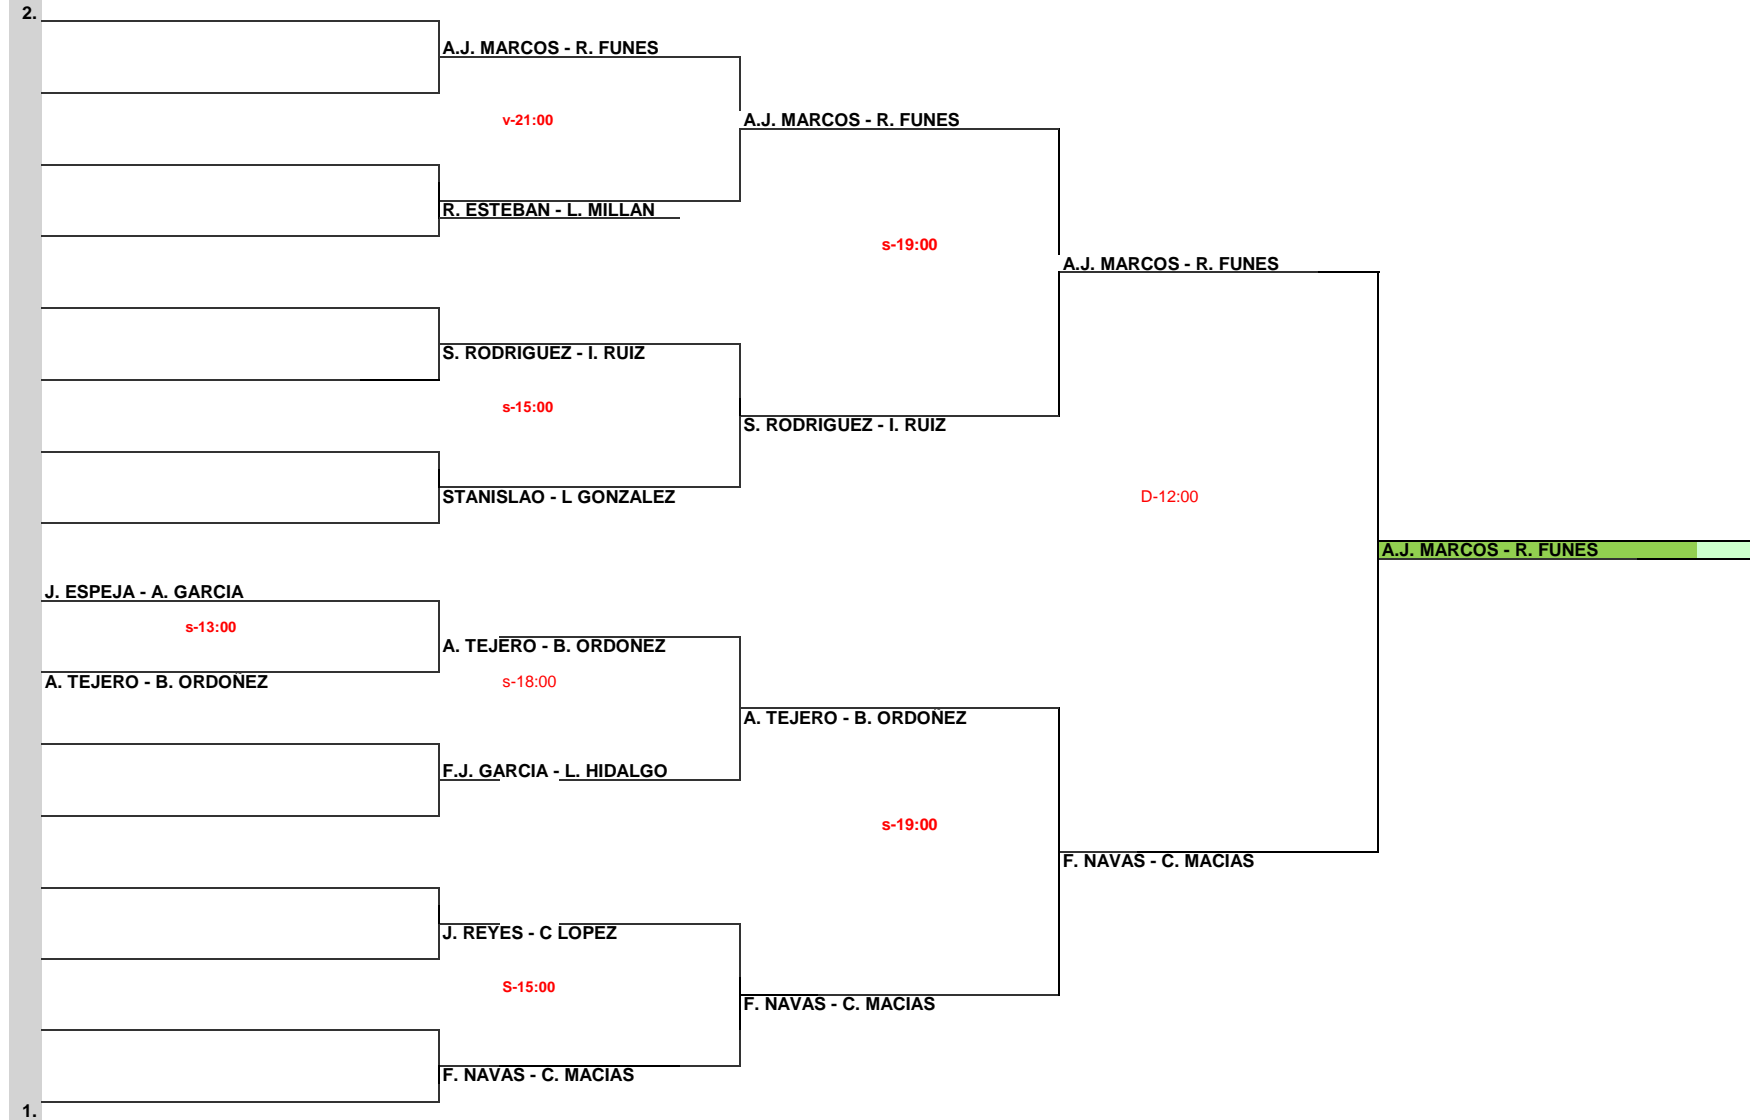 2.
A.J. MARCOS - R. FUNES
v-21:00
A.J. MARCOS - R. FUNES
R. ESTEBAN - L. MILLAN
s-19:00
A.J. MARCOS - R. FUNES
S. RODRIGUEZ - I. RUIZ
s-15:00
S. RODRIGUEZ - I. RUIZ
STANISLAO - L GONZALEZ
D-12:00
A.J. MARCOS - R. FUNES
J. ESPEJA - A. GARCIA
s-13:00
A. TEJERO - B. ORDOÑEZ
A. TEJERO - B. ORDOÑEZ
s-18:00
A. TEJERO - B. ORDOÑEZ
F.J. GARCIA - L. HIDALGO
s-19:00
F. NAVAS - C. MACIAS
J. REYES - C LOPEZ
S-15:00
F. NAVAS - C. MACIAS
F. NAVAS - C. MACIAS
1.